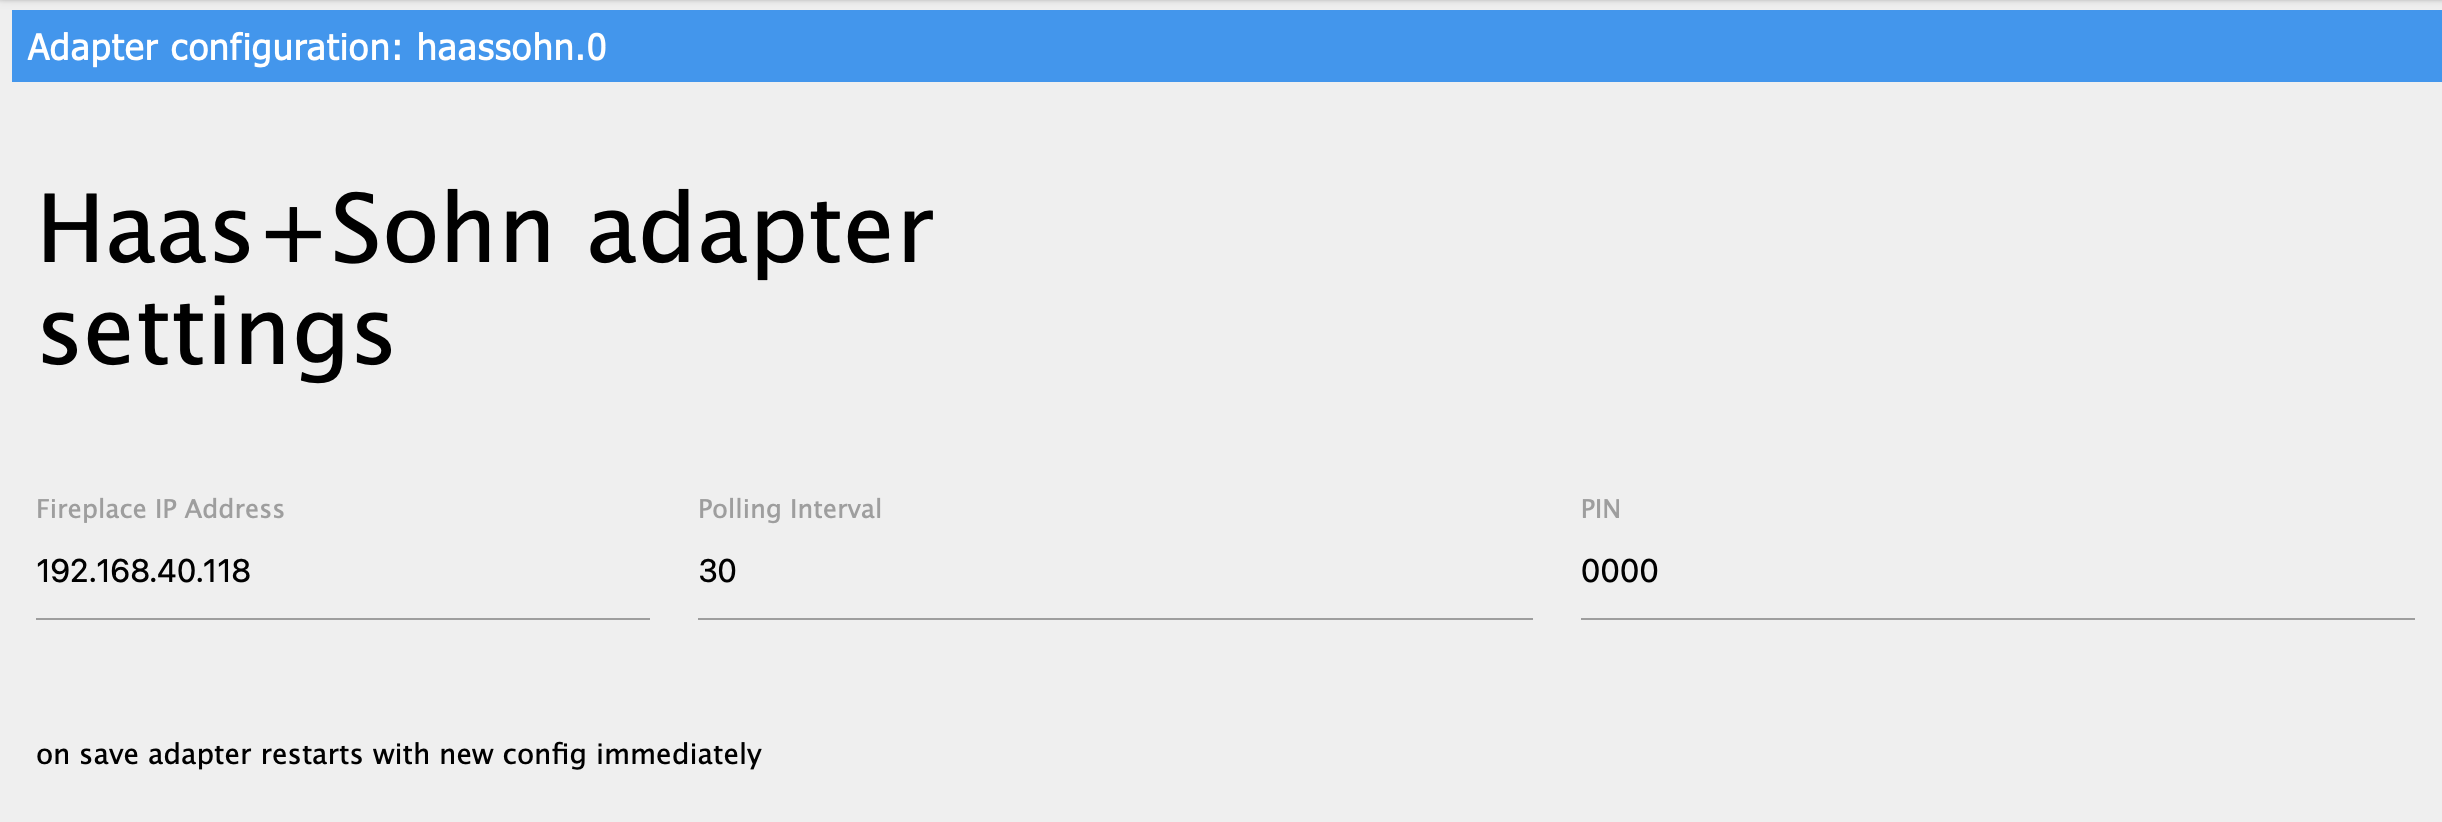 Adapter configuration: haassohn.0
Haas+Sohn adapter
settings
Fireplace IP Address
192.168.40.118
Polling Interval
30
PIN
0000
on save adapter restarts with new config immediately